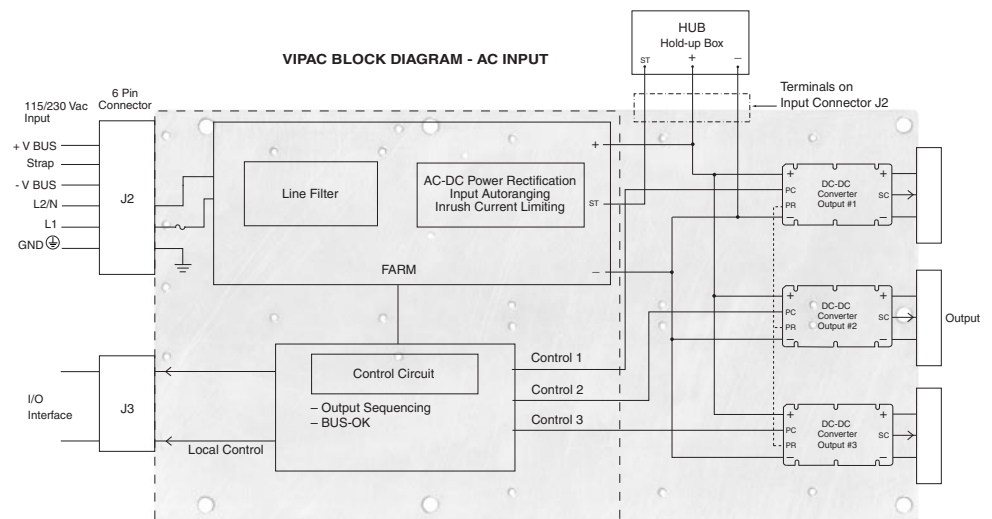 HUB
Hold-up Box
ST + –
VIPAC BLOCK DIAGRAM - AC INPUT
Terminals on
Input Connector J2
115/230 Vac
Input
6 Pin
Connector
+ V BUS
Strap
- V BUS
L2/N
L1
GND
J2
Line Filter
AC-DC Power Rectification
Input Autoranging
Inrush Current Limiting
+
ST
–
FARM
+ +
PC
PR
– –
DC-DC
Converter
Output #1
SC
+ +
PC
PR
– –
DC-DC
Converter
Output #2
SC
Output
+ +
PC
PR
– –
DC-DC
Converter
Output #3
SC
I/O
Interface
J3
Local Control
Control Circuit
– Output Sequencing
– BUS-OK
Control 1
Control 2
Control 3